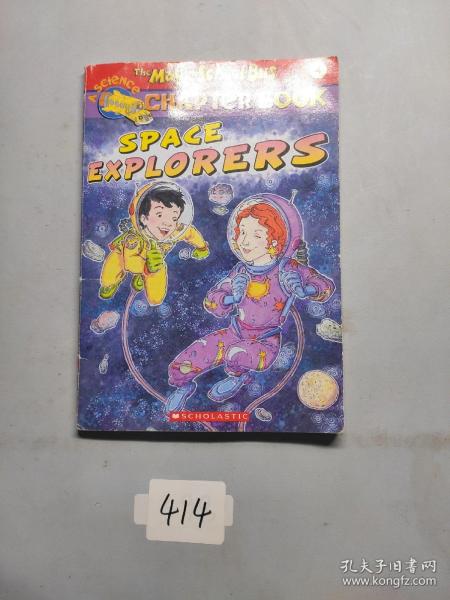 The Magic School Bus
A Science
CHAPTER BOOK
SPACE
EXPLORERS
SCHOLASTIC
414
孔夫子旧书网
www.kongfz.com